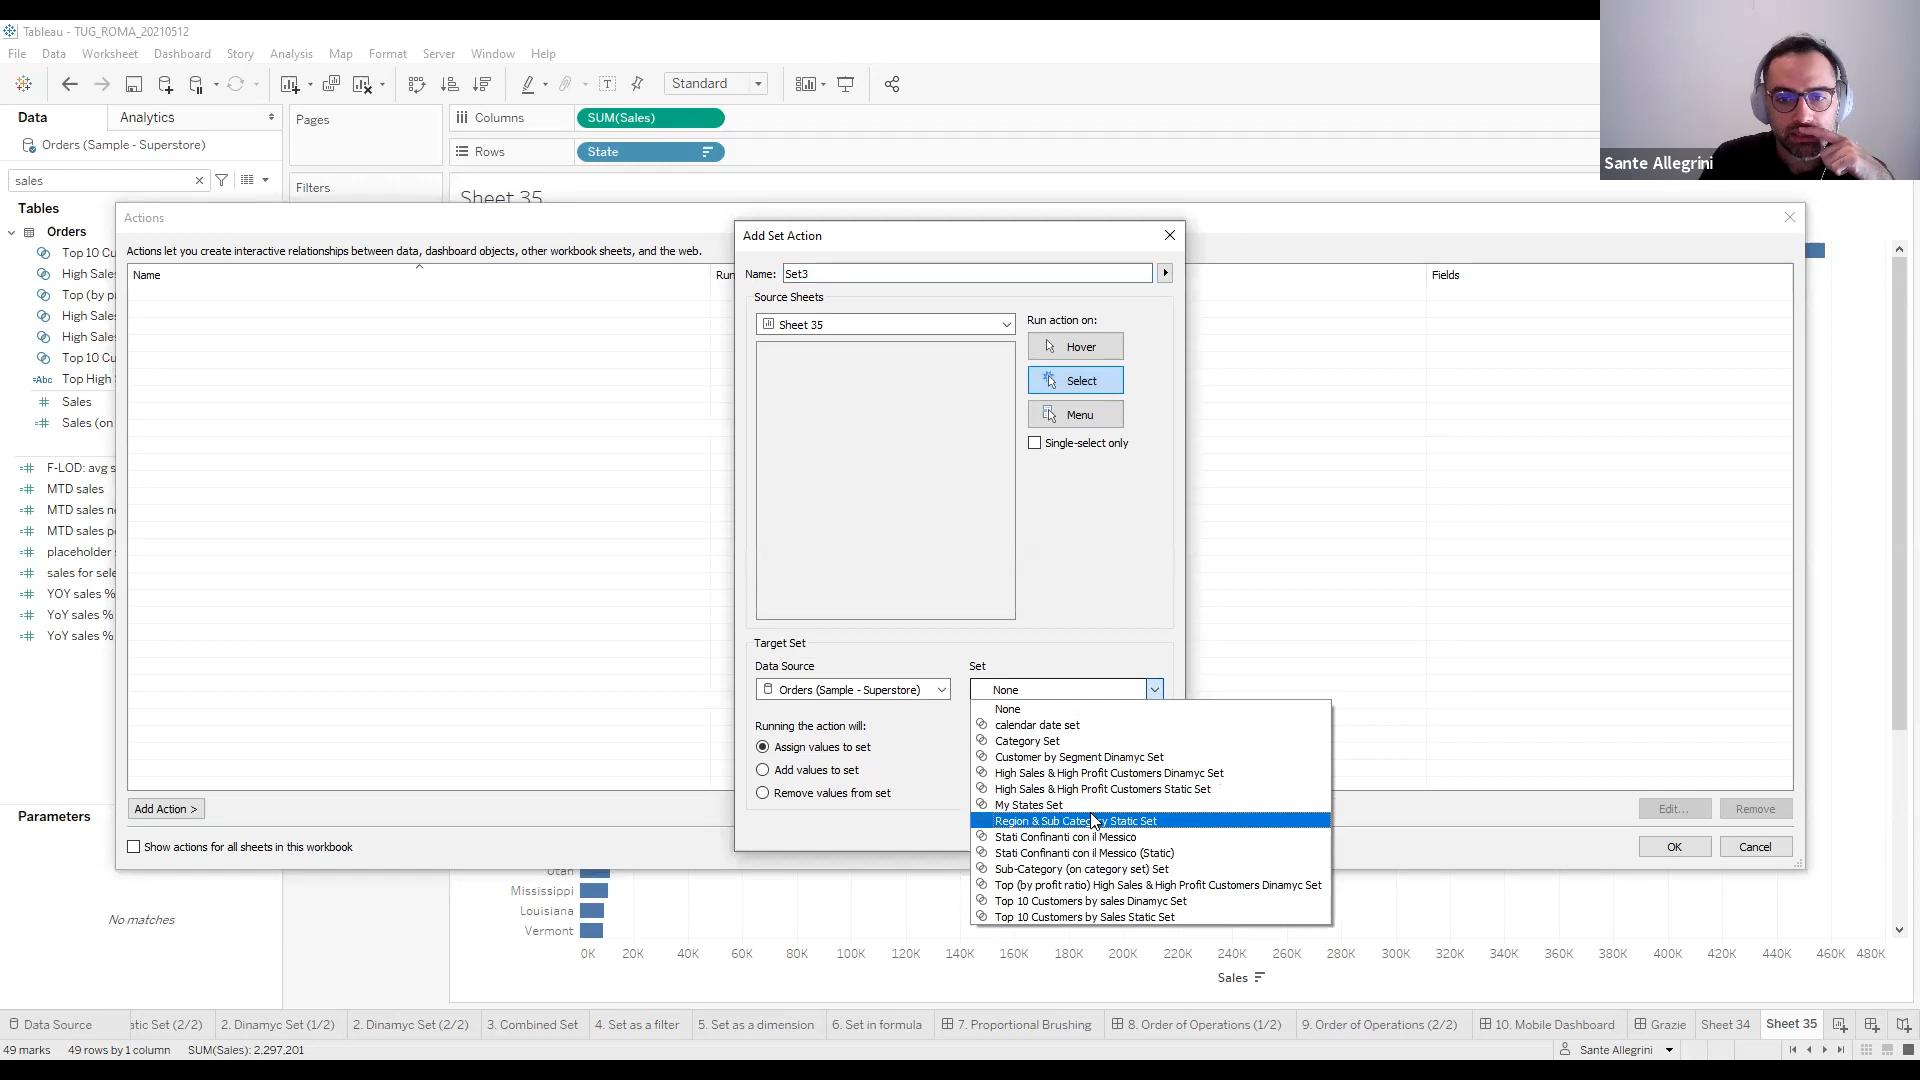 Tableau - TUG_ROMA_20210512
File Data Worksheet Dashboard Story Analysis Map Format Server Window Help
Standard
Data Analytics
Orders (Sample - Superstore)
sales
Tables
Orders
Top 10 Cu
High Sales
Top (by pr
High Sales
High Sales
Top 10 Cu
Top High
Sales
Sales (on
F-LOD: avg s
MTD sales
MTD sales n
MTD sales p
placeholder
sales for sele
YOY sales %
YoY sales %
YoY sales %
Parameters
No matches
Pages
Filters
Columns SUM(Sales)
Rows State
Sheet 35
Sante Allegrini
Actions
Actions let you create interactive relationships between data, dashboard objects, other workbook sheets, and the web.
Name Run Fields
Add Action >
Edit... Remove
Show actions for all sheets in this workbook
OK Cancel
Add Set Action
Name: Set3
Source Sheets
Sheet 35
Run action on:
Hover
Select
Menu
Single-select only
Target Set
Data Source Set
Orders (Sample - Superstore) None
Running the action will:
Assign values to set
Add values to set
Remove values from set
None
calendar date set
Category Set
Customer by Segment Dinamyc Set
High Sales & High Profit Customers Dinamyc Set
High Sales & High Profit Customers Static Set
My States Set
Region & Sub Category Static Set
Stati Confinanti con il Messico
Stati Confinanti con il Messico (Static)
Sub-Category (on category set) Set
Top (by profit ratio) High Sales & High Profit Customers Dinamyc Set
Top 10 Customers by sales Dinamyc Set
Top 10 Customers by Sales Static Set
Utah
Mississippi
Louisiana
Vermont
0K 20K 40K 60K 80K 100K 120K 140K 160K 180K 200K 220K 240K 260K 280K 300K 320K 340K 360K 380K 400K 420K 440K 460K 480K
Sales
Data Source atic Set (2/2) 2. Dinamyc Set (1/2) 2. Dinamyc Set (2/2) 3. Combined Set 4. Set as a filter 5. Set as a dimension 6. Set in formula 7. Proportional Brushing 8. Order of Operations (1/2) 9. Order of Operations (2/2) 10. Mobile Dashboard Grazie Sheet 34 Sheet 35
49 marks 49 rows by 1 column SUM(Sales): 2,297,201 Sante Allegrini